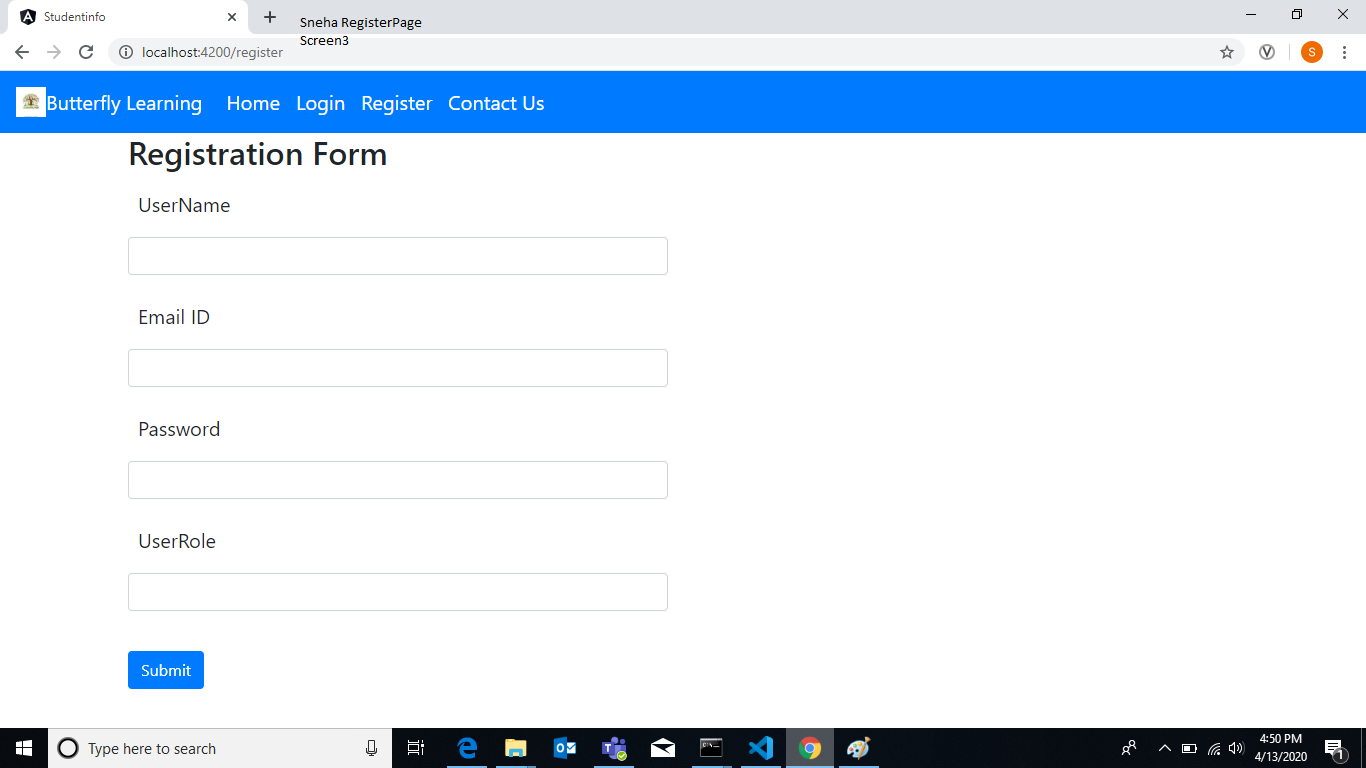 Studentinfo
Sneha RegisterPage
Screen3
localhost:4200/register
S
Butterfly Learning Home Login Register Contact Us
Registration Form
UserName
Email ID
Password
UserRole
Submit
Type here to search
4:50 PM
4/13/2020
1